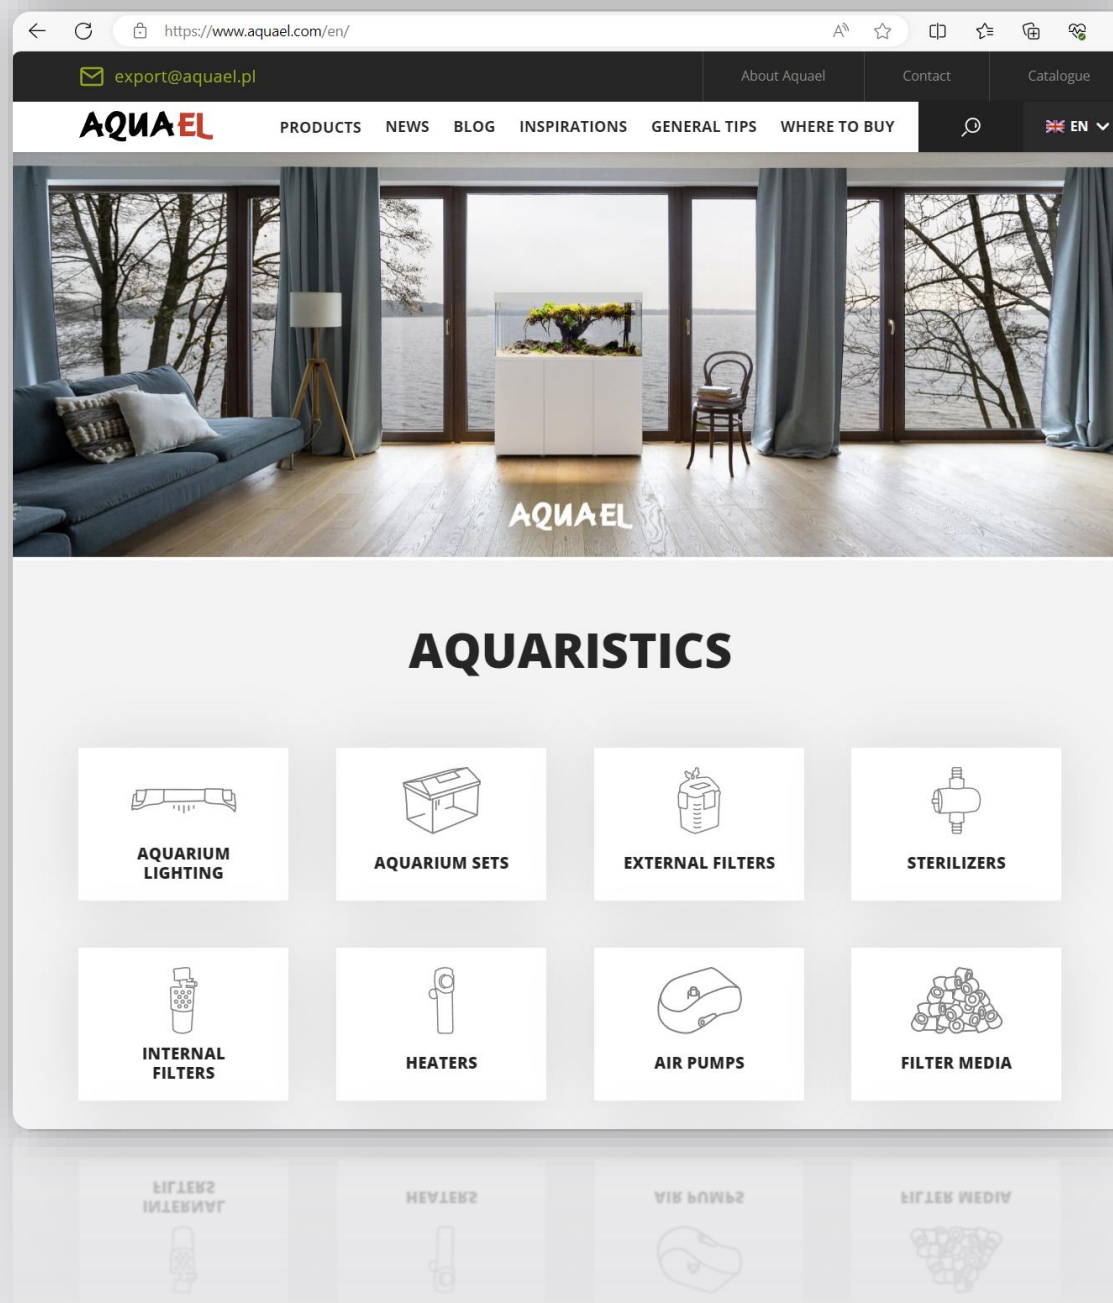 https://www.aquael.com/en/
export@aquael.pl
About Aquael
Contact
Catalogue
AQUAEL
PRODUCTS
NEWS
BLOG
INSPIRATIONS
GENERAL TIPS
WHERE TO BUY
EN
AQUAEL
AQUARISTICS
AQUARIUM
LIGHTING
AQUARIUM SETS
EXTERNAL FILTERS
STERILIZERS
INTERNAL
FILTERS
HEATERS
AIR PUMPS
FILTER MEDIA